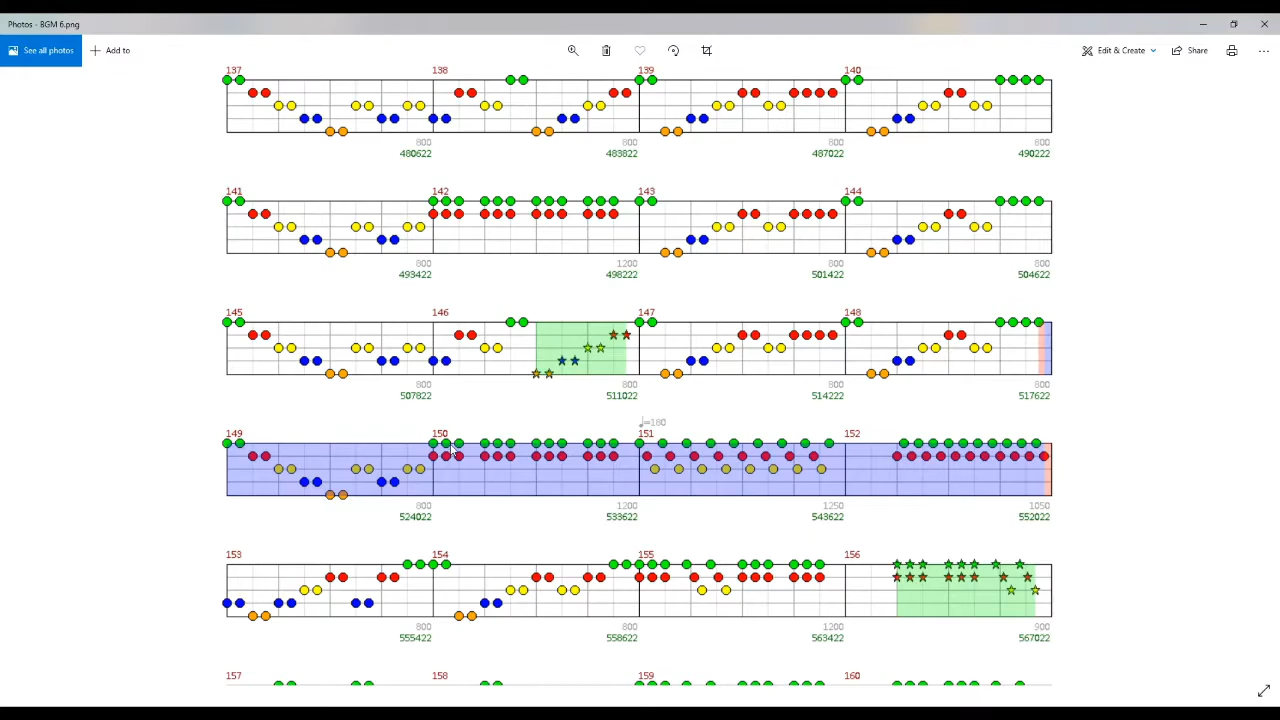 Photos - BGM 6.png
See all photos
Add to
Edit & Create
Share
137 138 139 140
800 800 800 800
480622 483822 487022 490222
141 142 143 144
800 1200 800 800
493422 498222 501422 504622
145 146 147 148
800 800 800 800
507822 511022 514222 517622
♩=180
149 150 151 152
800 1200 1250 1050
524022 533622 543622 552022
153 154 155 156
800 800 1200 900
555422 558622 563422 567022
157 158 159 160